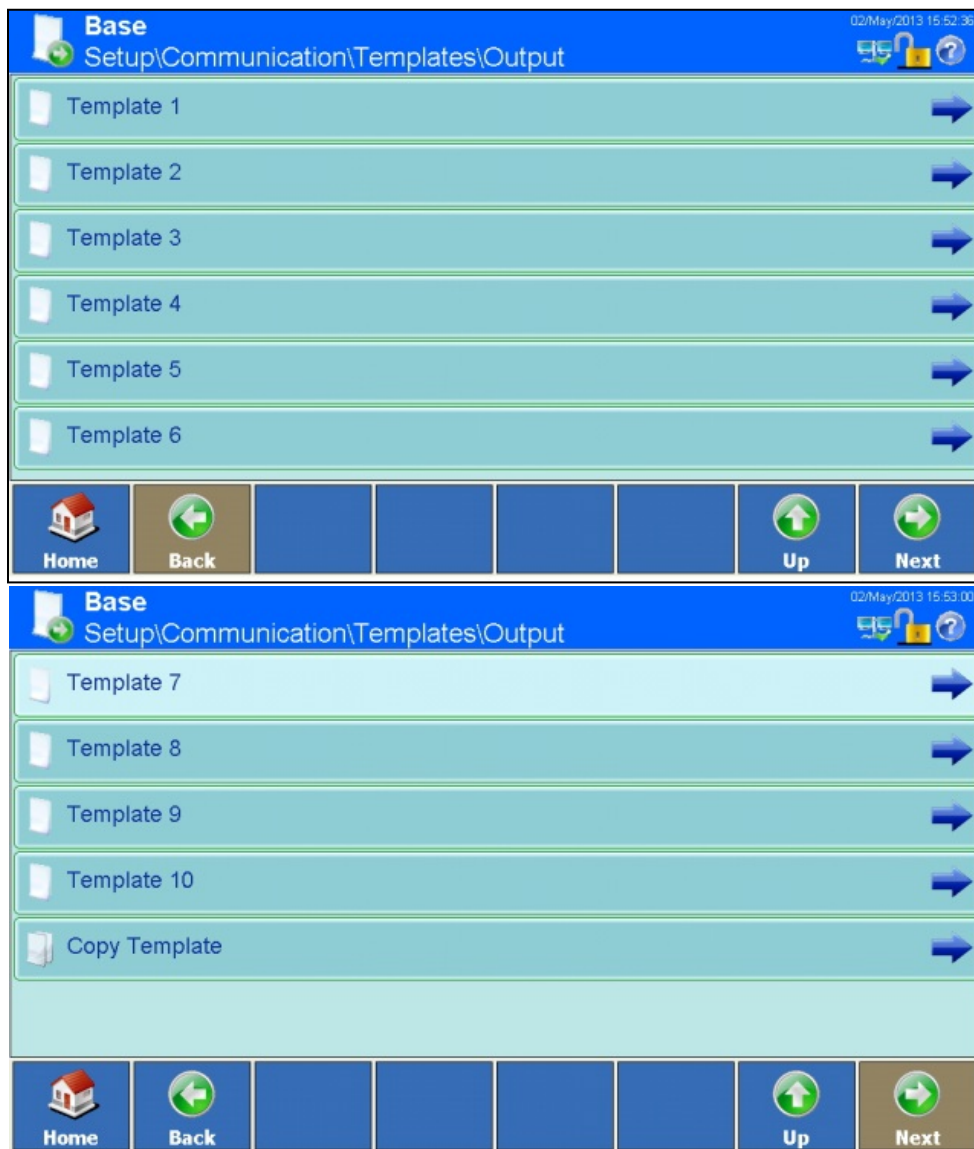 Base
02/May/2013 15:52:36
Setup\Communication\Templates\Output
?
Template 1
Template 2
Template 3
Template 4
Template 5
Template 6
Home
Back
Up
Next
Base
02/May/2013 15:53:00
Setup\Communication\Templates\Output
?
Template 7
Template 8
Template 9
Template 10
Copy Template
Home
Back
Up
Next